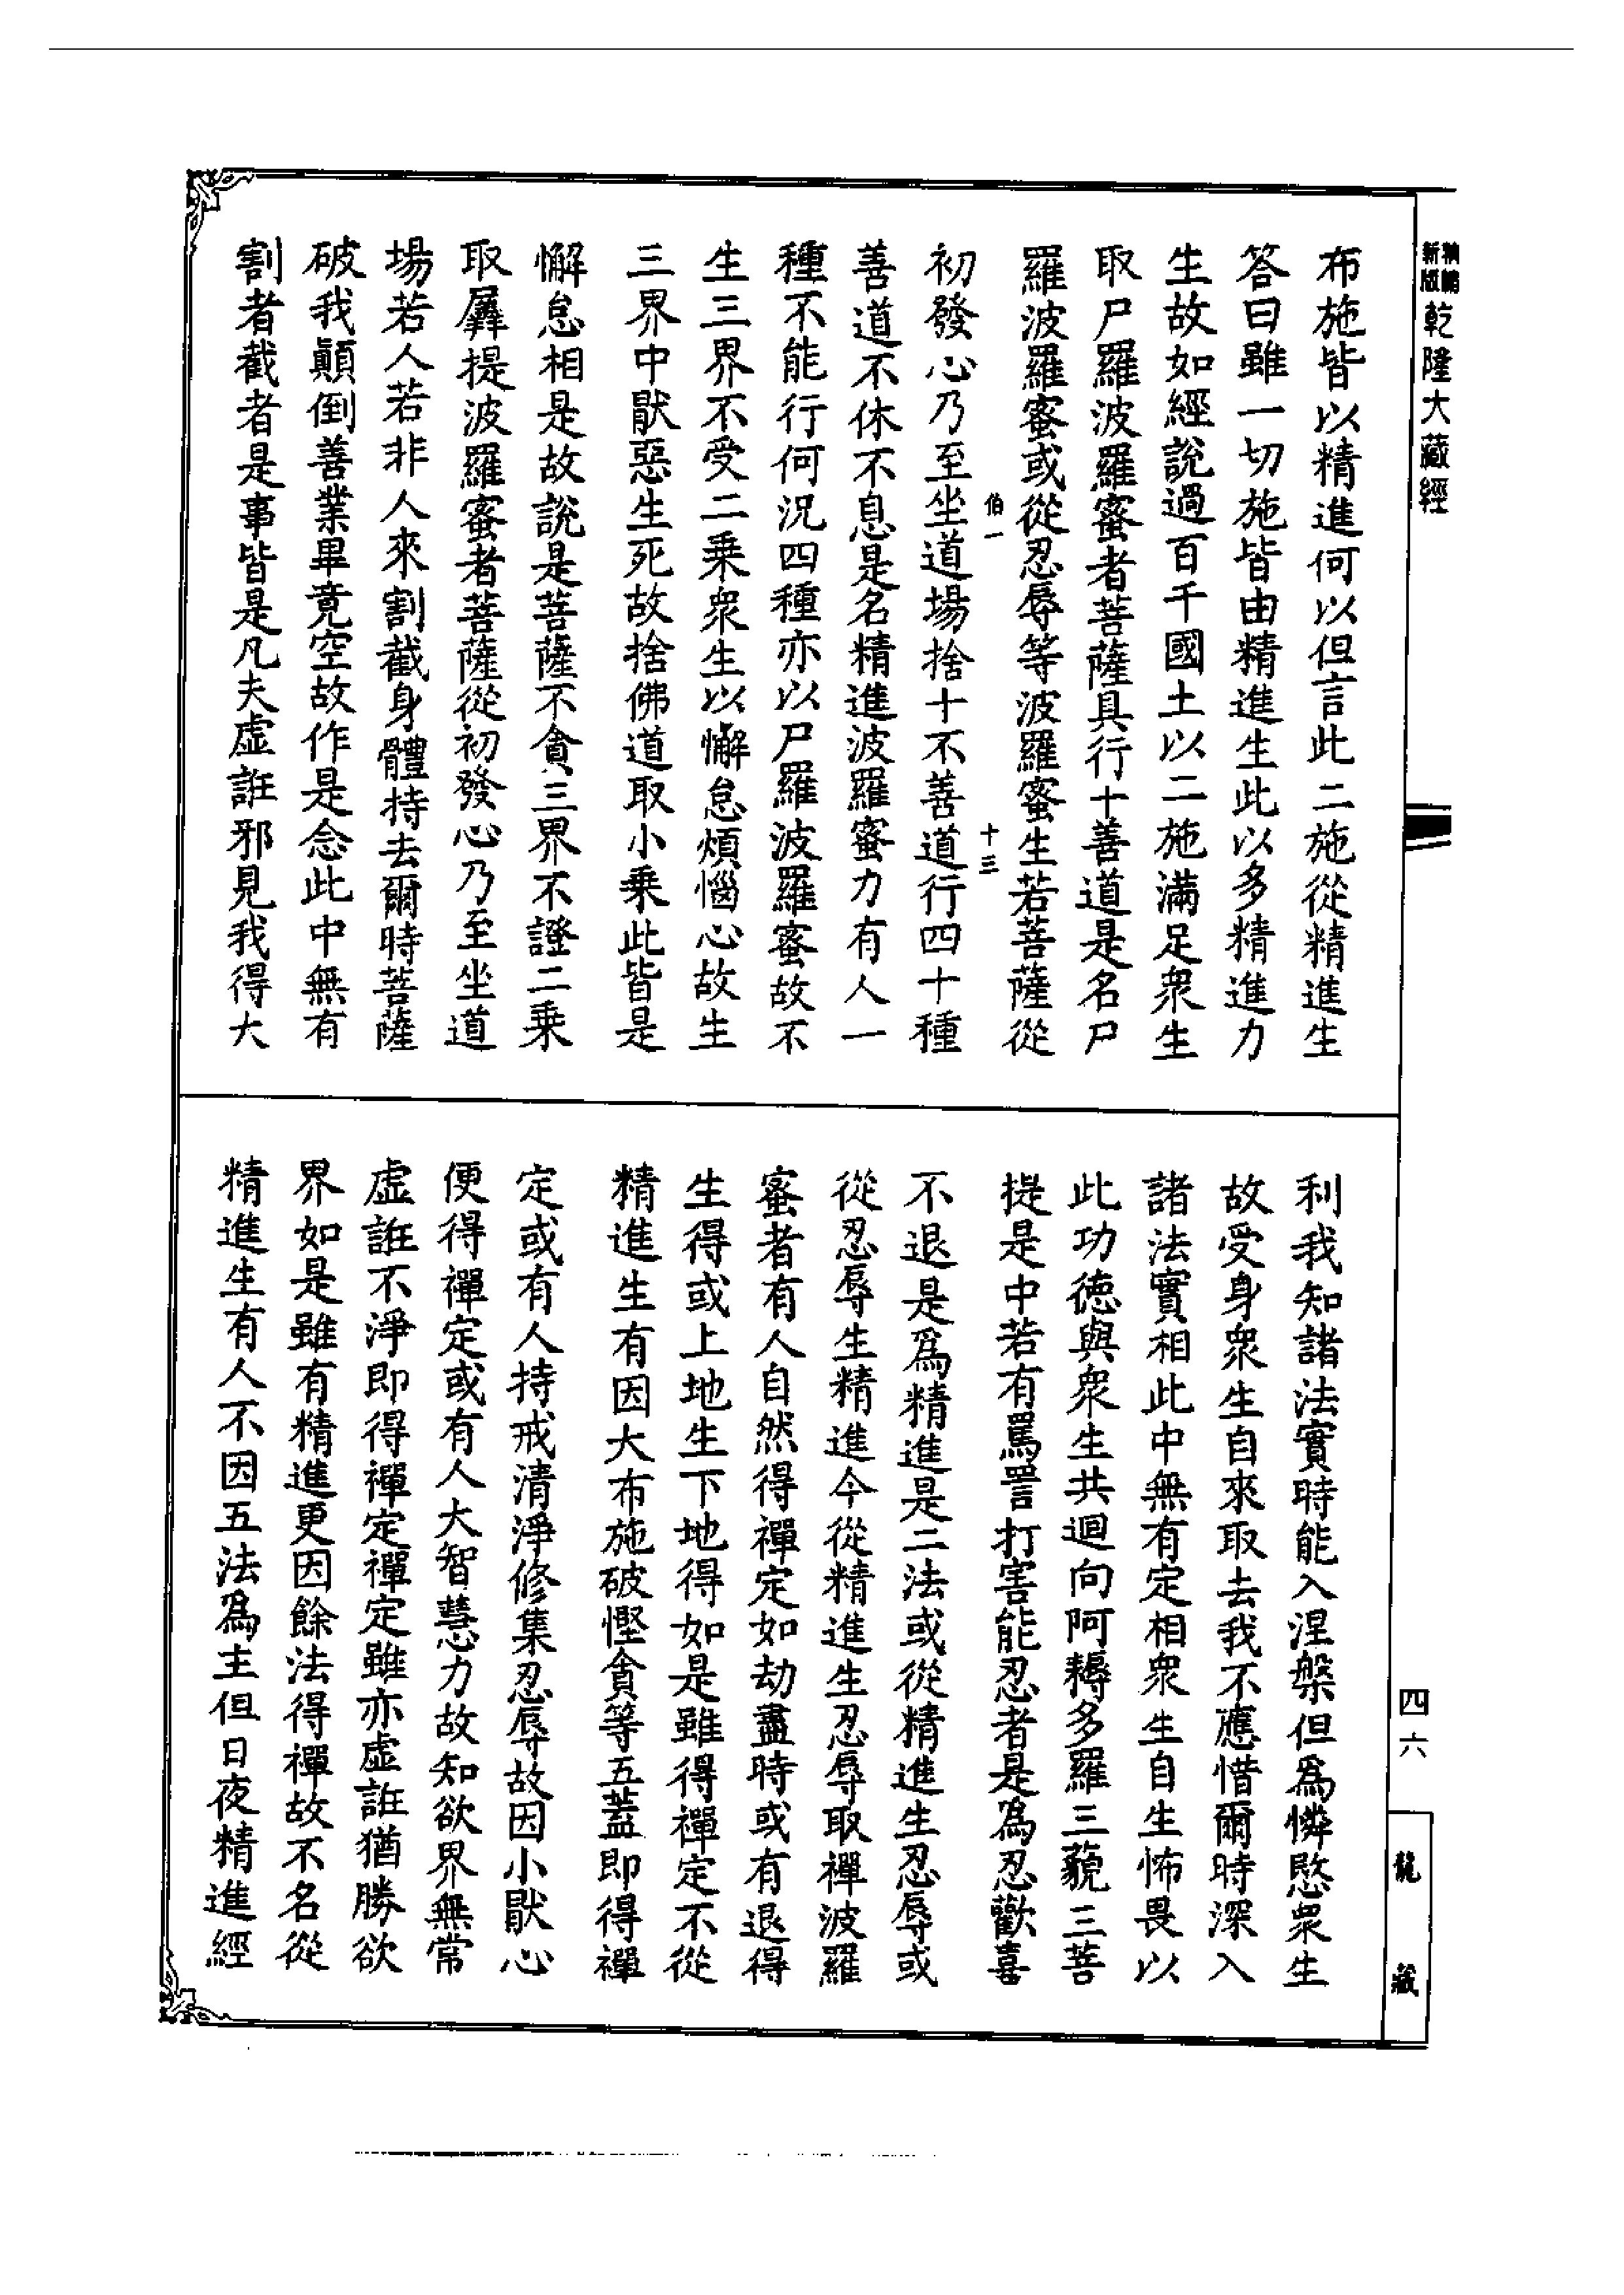 新版
乾隆大藏經
布施皆以精進何以但言此二施從精進生
答曰雖一切施皆由精進生此以多精進力
生故如經說過百千國土以二施滿足衆生
取尸羅波羅蜜者菩薩具行十善道是名尸
羅波羅蜜或從忍辱等波羅蜜生若菩薩從
伯一
十三
初發心乃至坐道場捨十不善道行四十種
善道不休不息是名精進波羅蜜力有人一
種不能行何況四種亦以尸羅波羅蜜故不
生三界不受二乘衆生以懈怠煩惱心故生
三界中猒惡生死故捨佛道取小乘此皆是
懈怠相是故說是菩薩不貪三界不證二乘
取羼提波羅蜜者菩薩從初發心乃至坐道
場若人若非人來割截身體持去爾時菩薩
破我顚倒善業畢竟空故作是念此中無有
割者截者是事皆是凡夫虛誑邪見我得大
利我知諸法實時能入涅槃但爲憐愍衆生
故受身衆生自來取去我不應惜爾時深入
諸法實相此中無有定相衆生自生怖畏以
此功德與衆生共迴向阿耨多羅三藐三菩
提是中若有罵詈打害能忍者是爲忍歡喜
不退是爲精進是二法或從精進生忍辱或
從忍辱生精進今從精進生忍辱取禪波羅
蜜者有人自然得禪定如劫盡時或有退得
生得或上地生下地得如是雖得禪定不從
精進生有因大布施破慳貪等五蓋即得禪
定或有人持戒清淨修集忍辱故因小猒心
便得禪定或有人大智慧力故知欲界無常
虛誑不淨即得禪定禪定雖亦虛誑猶勝欲
界如是雖有精進更因餘法得禪故不名從
精進生有人不因五法爲主但日夜精進經
四六
龍藏